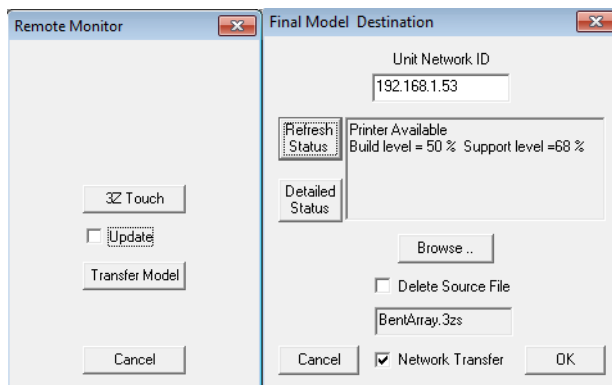 Remote Monitor
3Z Touch
Update
Transfer Model
Cancel
Final Model  Destination
Unit Network ID
192.168.1.53
Refresh
Status
Printer Available
Build level = 50 %  Support level =68 %
Detailed
Status
Browse ..
Delete Source File
BentArray.3zs
Cancel
Network Transfer
OK